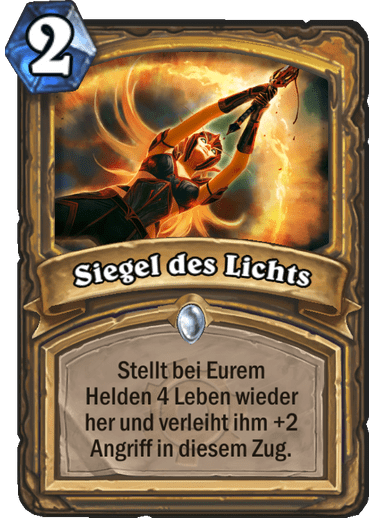 2
Siegel des Lichts
Stellt bei Eurem
Helden 4 Leben wieder
her und verleiht ihm +2
Angriff in diesem Zug.